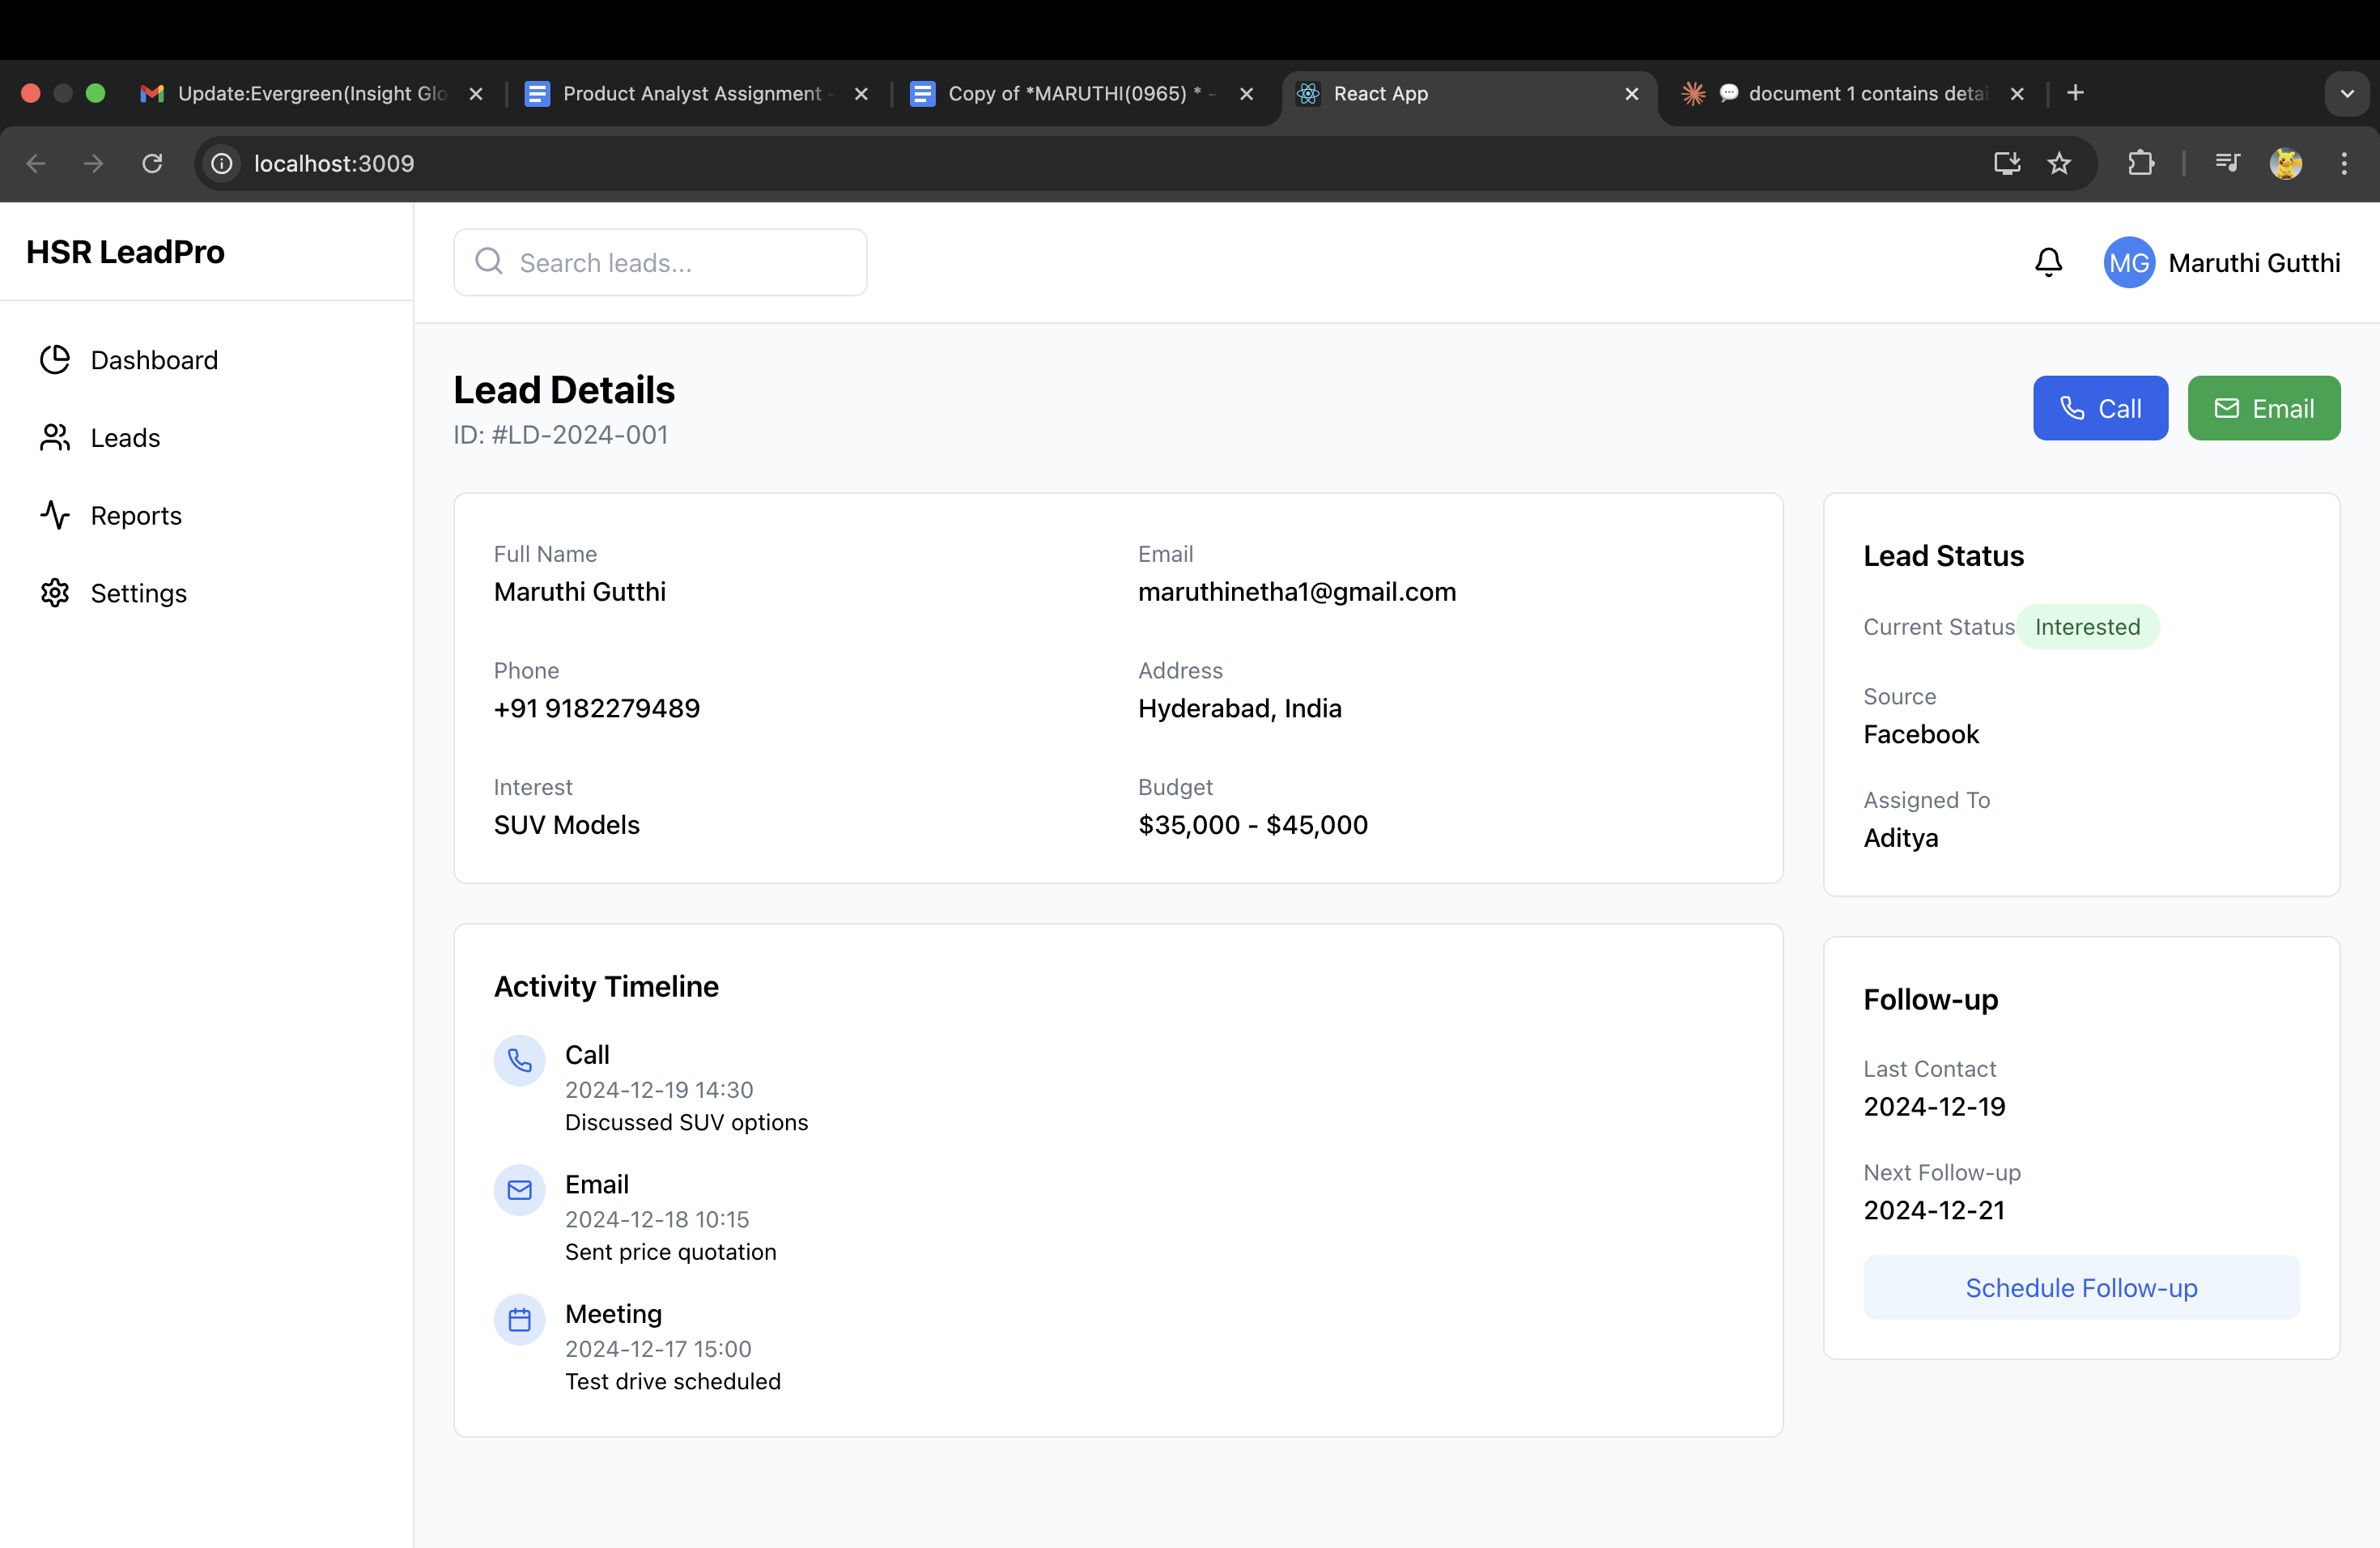 Update:Evergreen(Insight Glo
Product Analyst Assignment -
Copy of *MARUTHI(0965) * -
React App
💬 document 1 contains detai
localhost:3009
HSR LeadPro
Search leads...
MG Maruthi Gutthi
Dashboard
Leads
Reports
Settings
Lead Details
ID: #LD-2024-001
Call
Email
Full Name
Maruthi Gutthi
Email
maruthinetha1@gmail.com
Phone
+91 9182279489
Address
Hyderabad, India
Interest
SUV Models
Budget
$35,000 - $45,000
Lead Status
Current Status Interested
Source
Facebook
Assigned To
Aditya
Activity Timeline
Call
2024-12-19 14:30
Discussed SUV options
Email
2024-12-18 10:15
Sent price quotation
Meeting
2024-12-17 15:00
Test drive scheduled
Follow-up
Last Contact
2024-12-19
Next Follow-up
2024-12-21
Schedule Follow-up